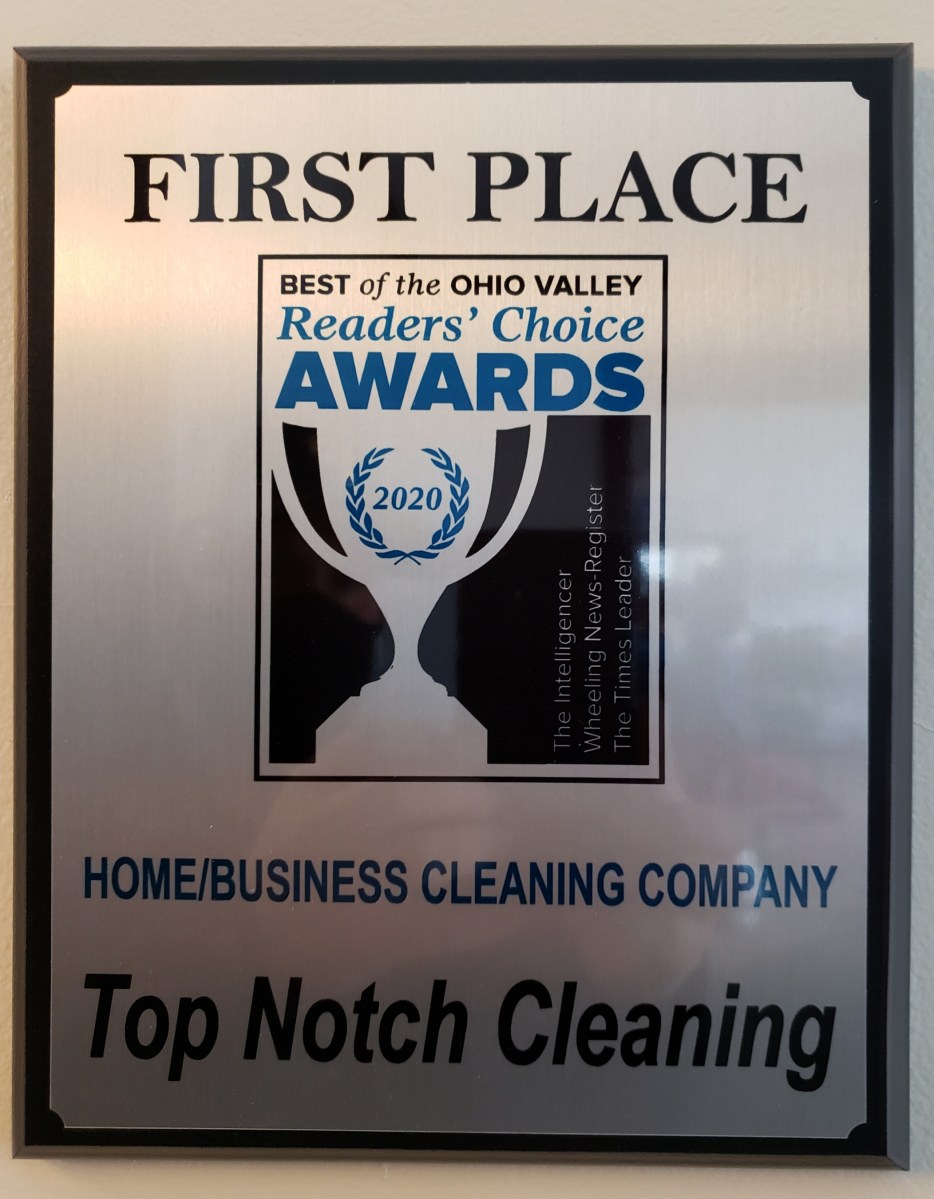 FIRST PLACE
BEST of the OHIO VALLEY
Readers' Choice
AWARDS
2020
The Intelligencer
Wheeling News-Register
The Times Leader
HOME/BUSINESS CLEANING COMPANY
Top Notch Cleaning